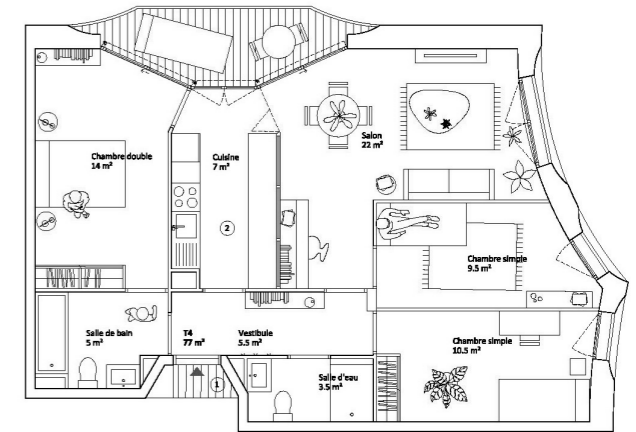 Chambre double
14 m²
Cuisine
7 m²
Salon
22 m²
2
Chambre simple
9.5 m²
Salle de bain
5 m²
T4
77 m²
Vestibule
5.5 m²
Chambre simple
10.5 m²
Salle d'eau
3.5 m²
1